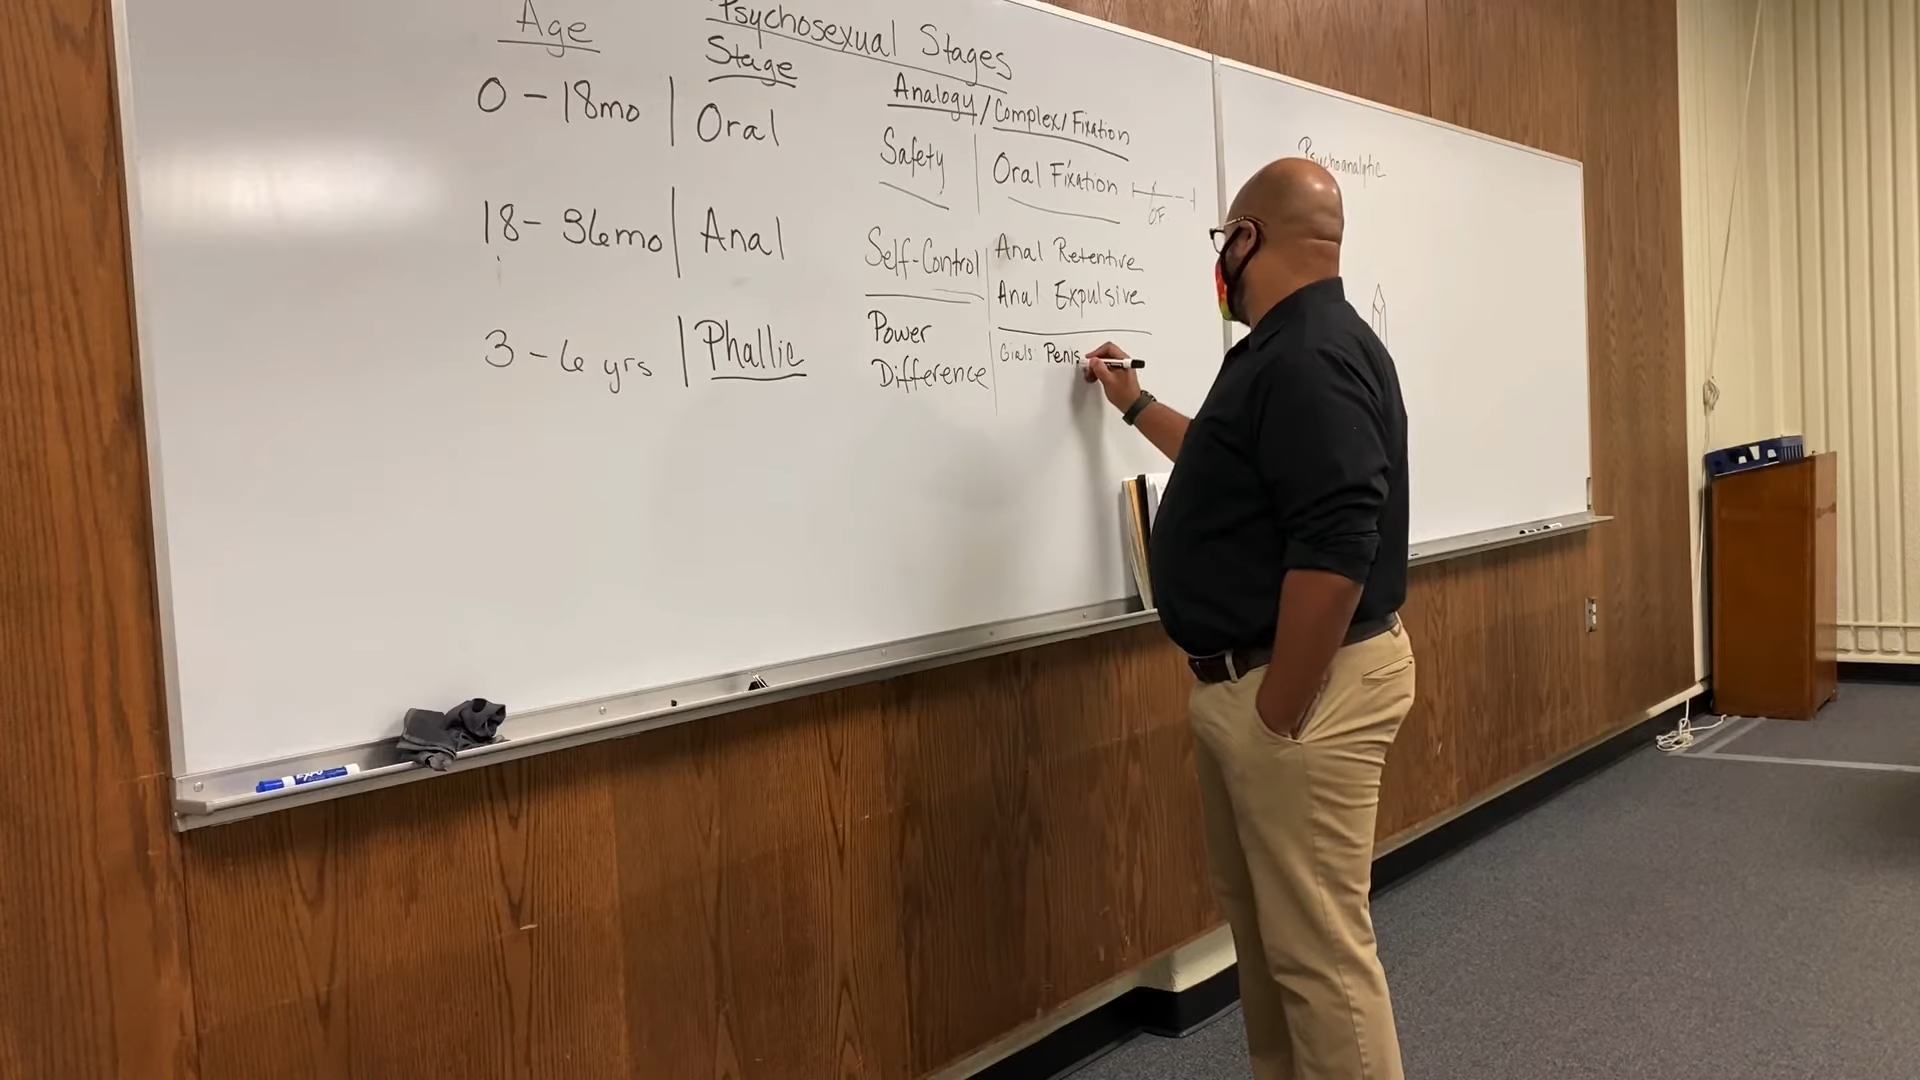 Psychosexual Stages
Age
Stage
Analogy/Complex/Fixation
0-18mo | Oral
Safety
Oral Fixation
OF
18-36mo | Anal
Self-Control
Anal Retentive
Anal Expulsive
3-6 yrs | Phallic
Power
Difference
Girls: Penis
Psychoanalytic
EXPO